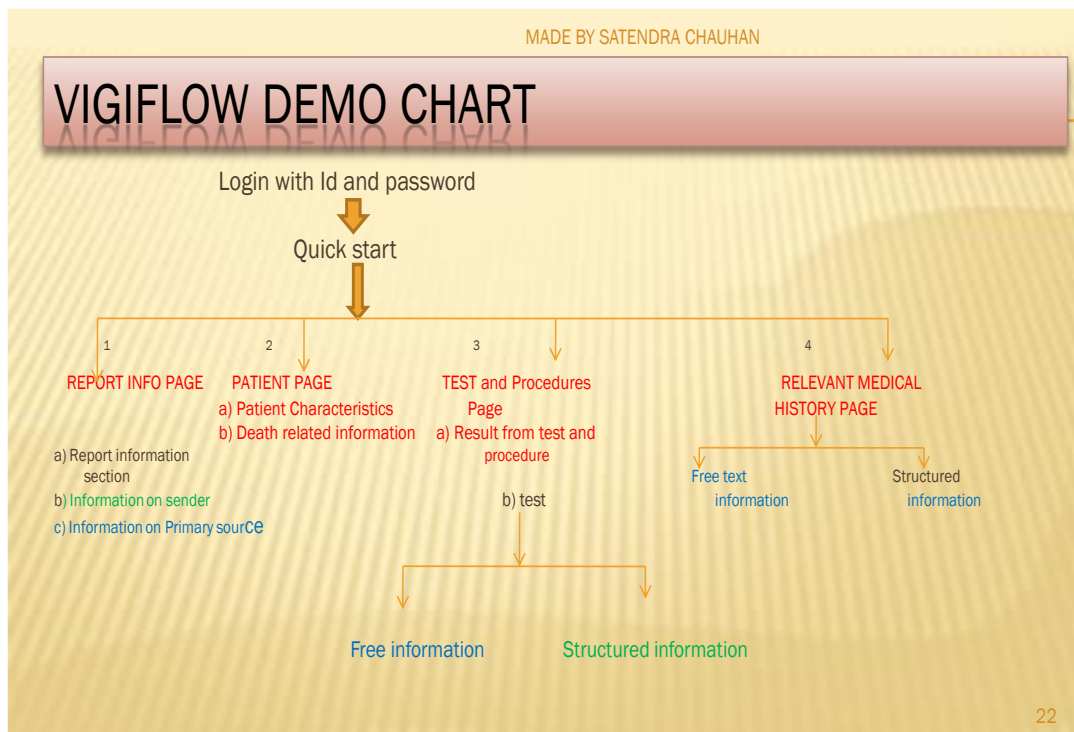 MADE BY SATENDRA CHAUHAN
VIGIFLOW DEMO CHART
Login with Id and password
Quick start
1
REPORT INFO PAGE
a) Report information
section
b) Information on sender
c) Information on Primary source
2
PATIENT PAGE
a) Patient Characteristics
b) Death related information
3
TEST and Procedures
Page
a) Result from test and
procedure
b) test
Free information
Structured information
4
RELEVANT MEDICAL
HISTORY PAGE
Free text
information
Structured
information
22